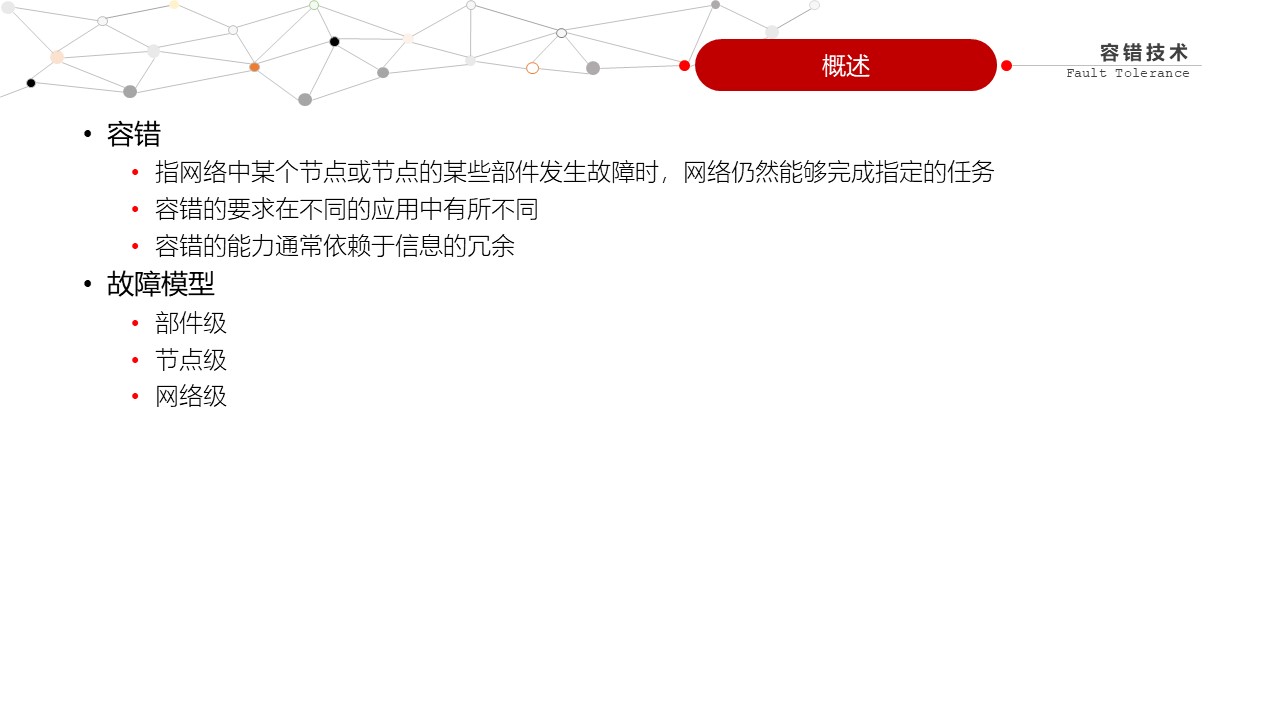 概述
容错技术
Fault Tolerance
• 容错
• 指网络中某个节点或节点的某些部件发生故障时，网络仍然能够完成指定的任务
• 容错的要求在不同的应用中有所不同
• 容错的能力通常依赖于信息的冗余
• 故障模型
• 部件级
• 节点级
• 网络级